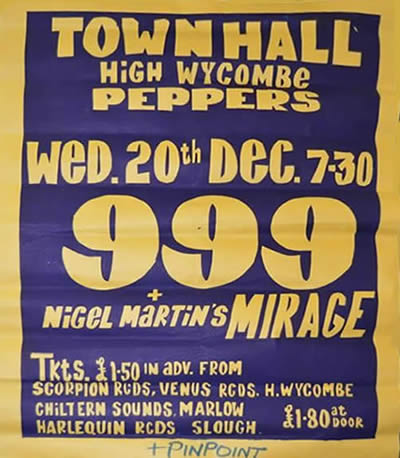 TOWN HALL
HiGH WYCOMBE
PEPPERS
WED. 20th DEC. 7-30
999
+
NiGEL MARTiN'S MIRAGE
Tkts. £1·50 IN ADV. FROM
SCORPION RCDS, VENUS RCDS. H.WYCOMBE
CHILTERN SOUNDS, MARLOW
HARLEQUIN RCDS SLOUGH.
£1·80 at DOOR
+ PINPOINT